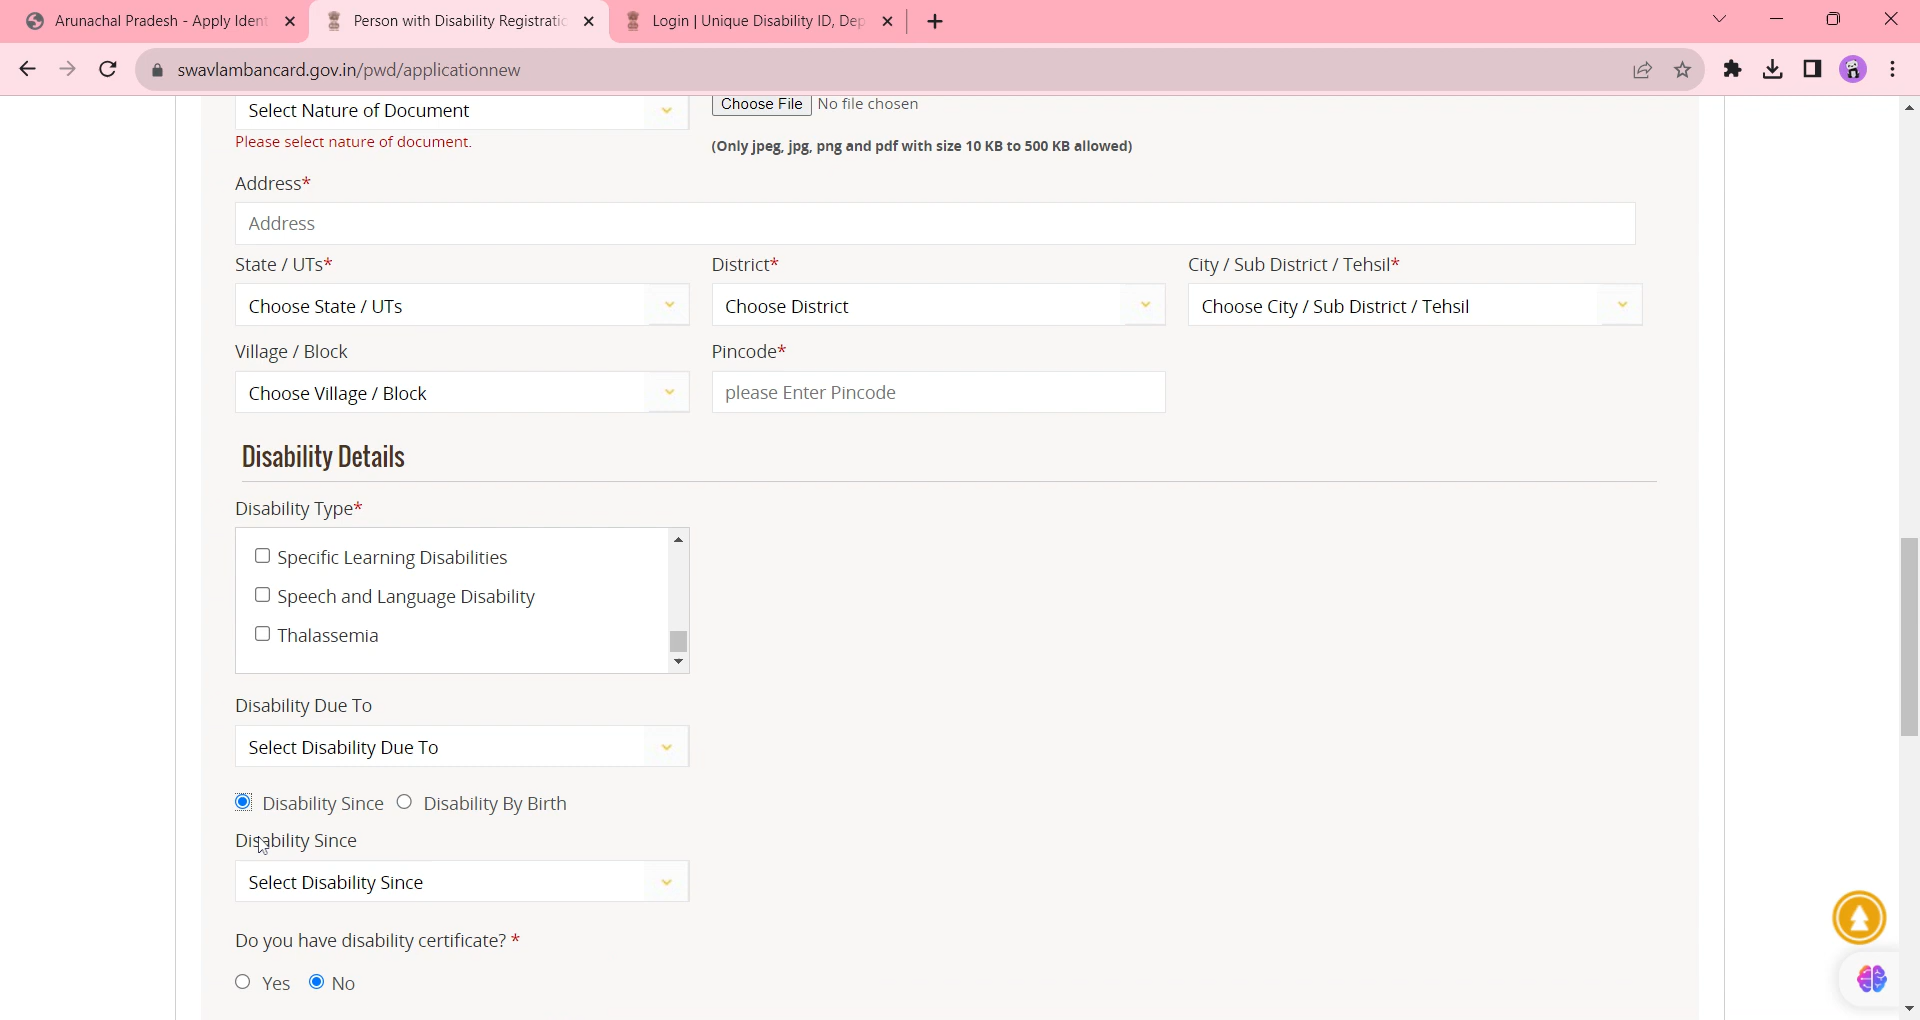 Arunachal Pradesh - Apply Ident
Person with Disability Registratio
Login | Unique Disability ID, Dep
swavlambancard.gov.in/pwd/applicationnew
Select Nature of Document
Choose File No file chosen
Please select nature of document.
(Only jpeg, jpg, png and pdf with size 10 KB to 500 KB allowed)
Address*
Address
State / UTs* District* City / Sub District / Tehsil*
Choose State / UTs Choose District Choose City / Sub District / Tehsil
Village / Block Pincode*
Choose Village / Block please Enter Pincode
Disability Details
Disability Type*
Specific Learning Disabilities
Speech and Language Disability
Thalassemia
Disability Due To
Select Disability Due To
Disability Since Disability By Birth
Disability Since
Select Disability Since
Do you have disability certificate? *
Yes No